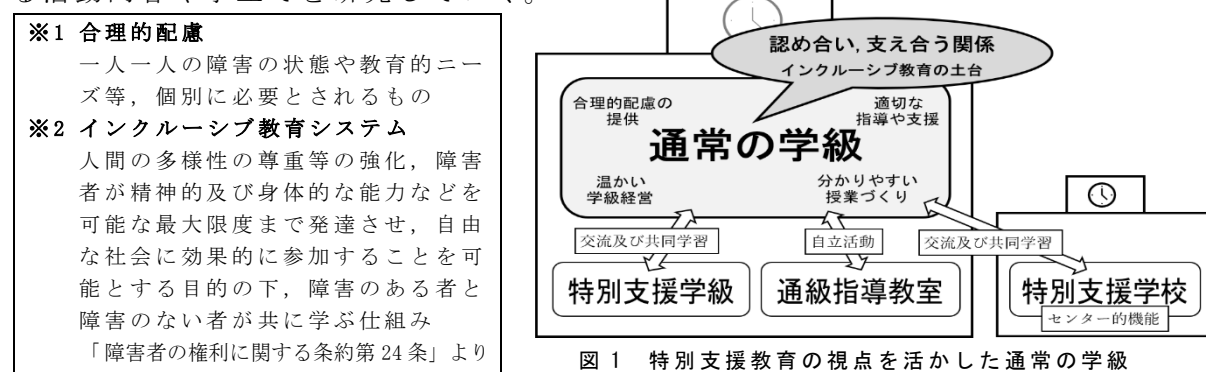 ※1 合理的配慮
一人一人の障害の状態や教育的ニー
ズ等，個別に必要とされるもの
※2 インクルーシブ教育システム
人間の多様性の尊重等の強化，障害
者が精神的及び身体的な能力などを
可能な最大限度まで発達させ，自由
な社会に効果的に参加することを可
能とする目的の下，障害のある者と
障害のない者が共に学ぶ仕組み
「障害者の権利に関する条約第24条」より
認め合い，支え合う関係
インクルーシブ教育の土台
合理的配慮の
提供
適切な
指導や支援
通常の学級
温かい
学級経営
分かりやすい
授業づくり
交流及び共同学習
自立活動
交流及び共同学習
特別支援学級
通級指導教室
特別支援学校
センター的機能
図1 特別支援教育の視点を活かした通常の学級